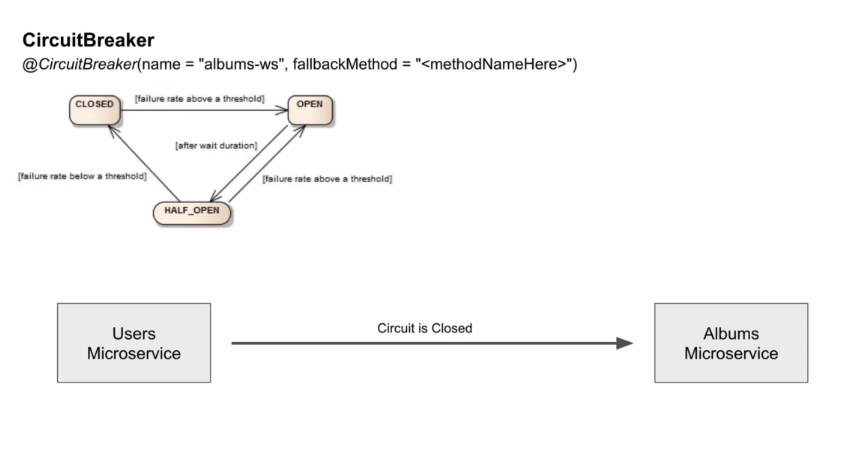 CircuitBreaker
@CircuitBreaker(name = "albums-ws", fallbackMethod = "<methodNameHere>")
CLOSED
[failure rate above a threshold]
OPEN
[after wait duration]
[failure rate below a threshold]
[failure rate above a threshold]
HALF_OPEN
Users
Microservice
Circuit is Closed
Albums
Microservice